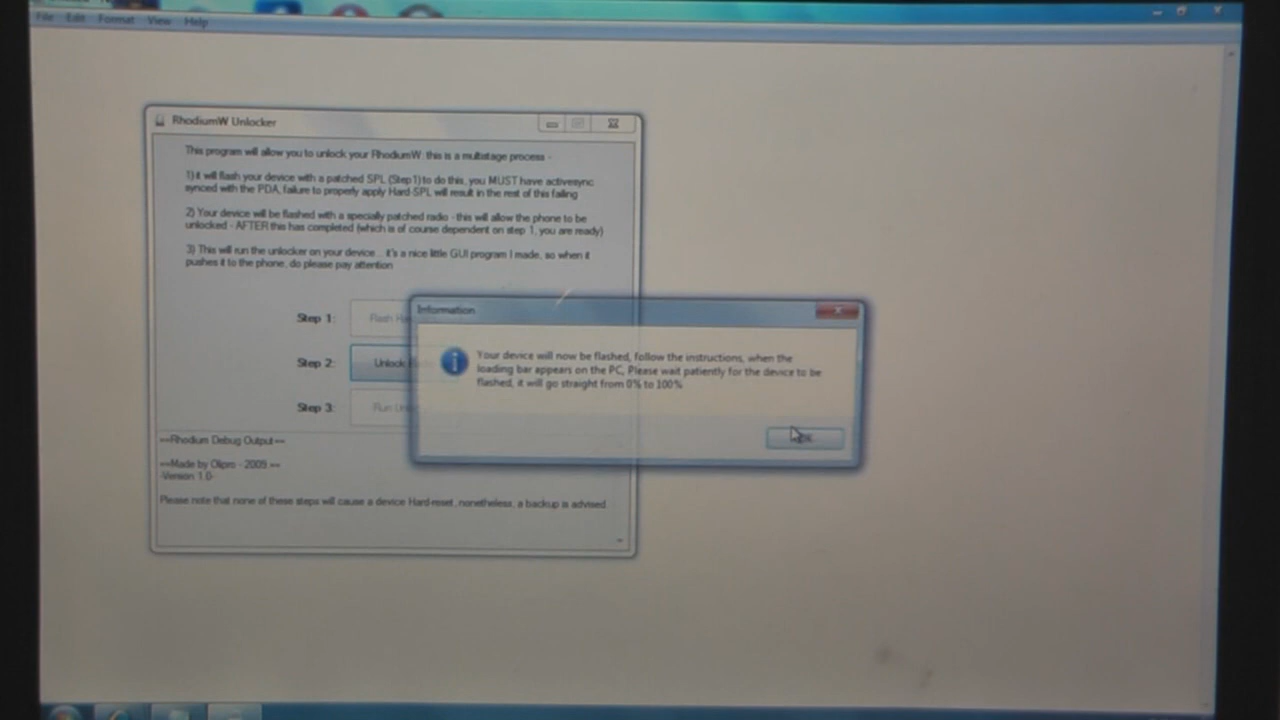 File Edit Format View Help
RhodiumW Unlocker
This program will allow you to unlock your RhodiumW: this is a multistage process -
1) it will flash your device with a patched SPL (Step1) to do this, you MUST have activesync
synced with the PDA, failure to properly apply Hard-SPL will result in the rest of this failing
2) Your device will be flashed with a specially patched radio - this will allow the phone to be
unlocked - AFTER this has completed (which is of course dependent on step 1, you are ready)
3) This will run the unlocker on your device... it's a nice little GUI program I made, so when it
pushes it to the phone, do please pay attention
Step 1: Flash
Step 2: Unlock
Step 3: Run
Information
Your device will now be flashed, follow the instructions, when the
loading bar appears on the PC, Please wait patiently for the device to be
flashed, it will go straight from 0% to 100%
==Rhodium Debug Output==
==Made by Olipro - 2009 ==
-Version 1.0-
Please note that none of these steps will cause a device Hard-reset, nonetheless, a backup is advised